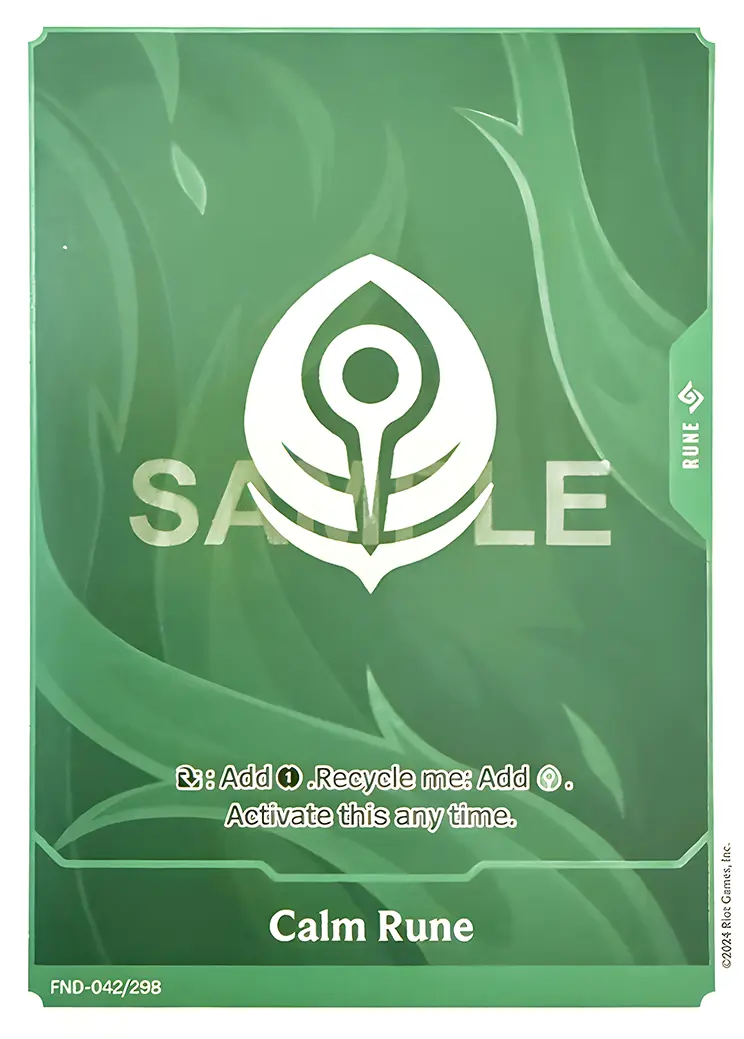 SAMPLE
RUNE
: Add 1 .Recycle me: Add .
Activate this any time.
Calm Rune
FND-042/298
©2024 Riot Games, Inc.